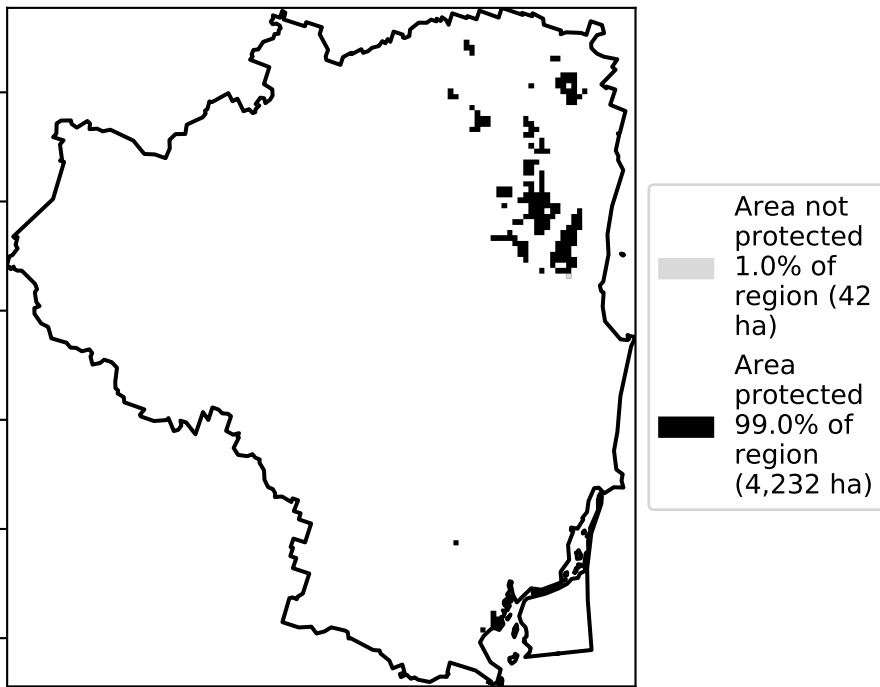 Area not
protected
1.0% of
region (42
ha)
Area
protected
99.0% of
region
(4,232 ha)